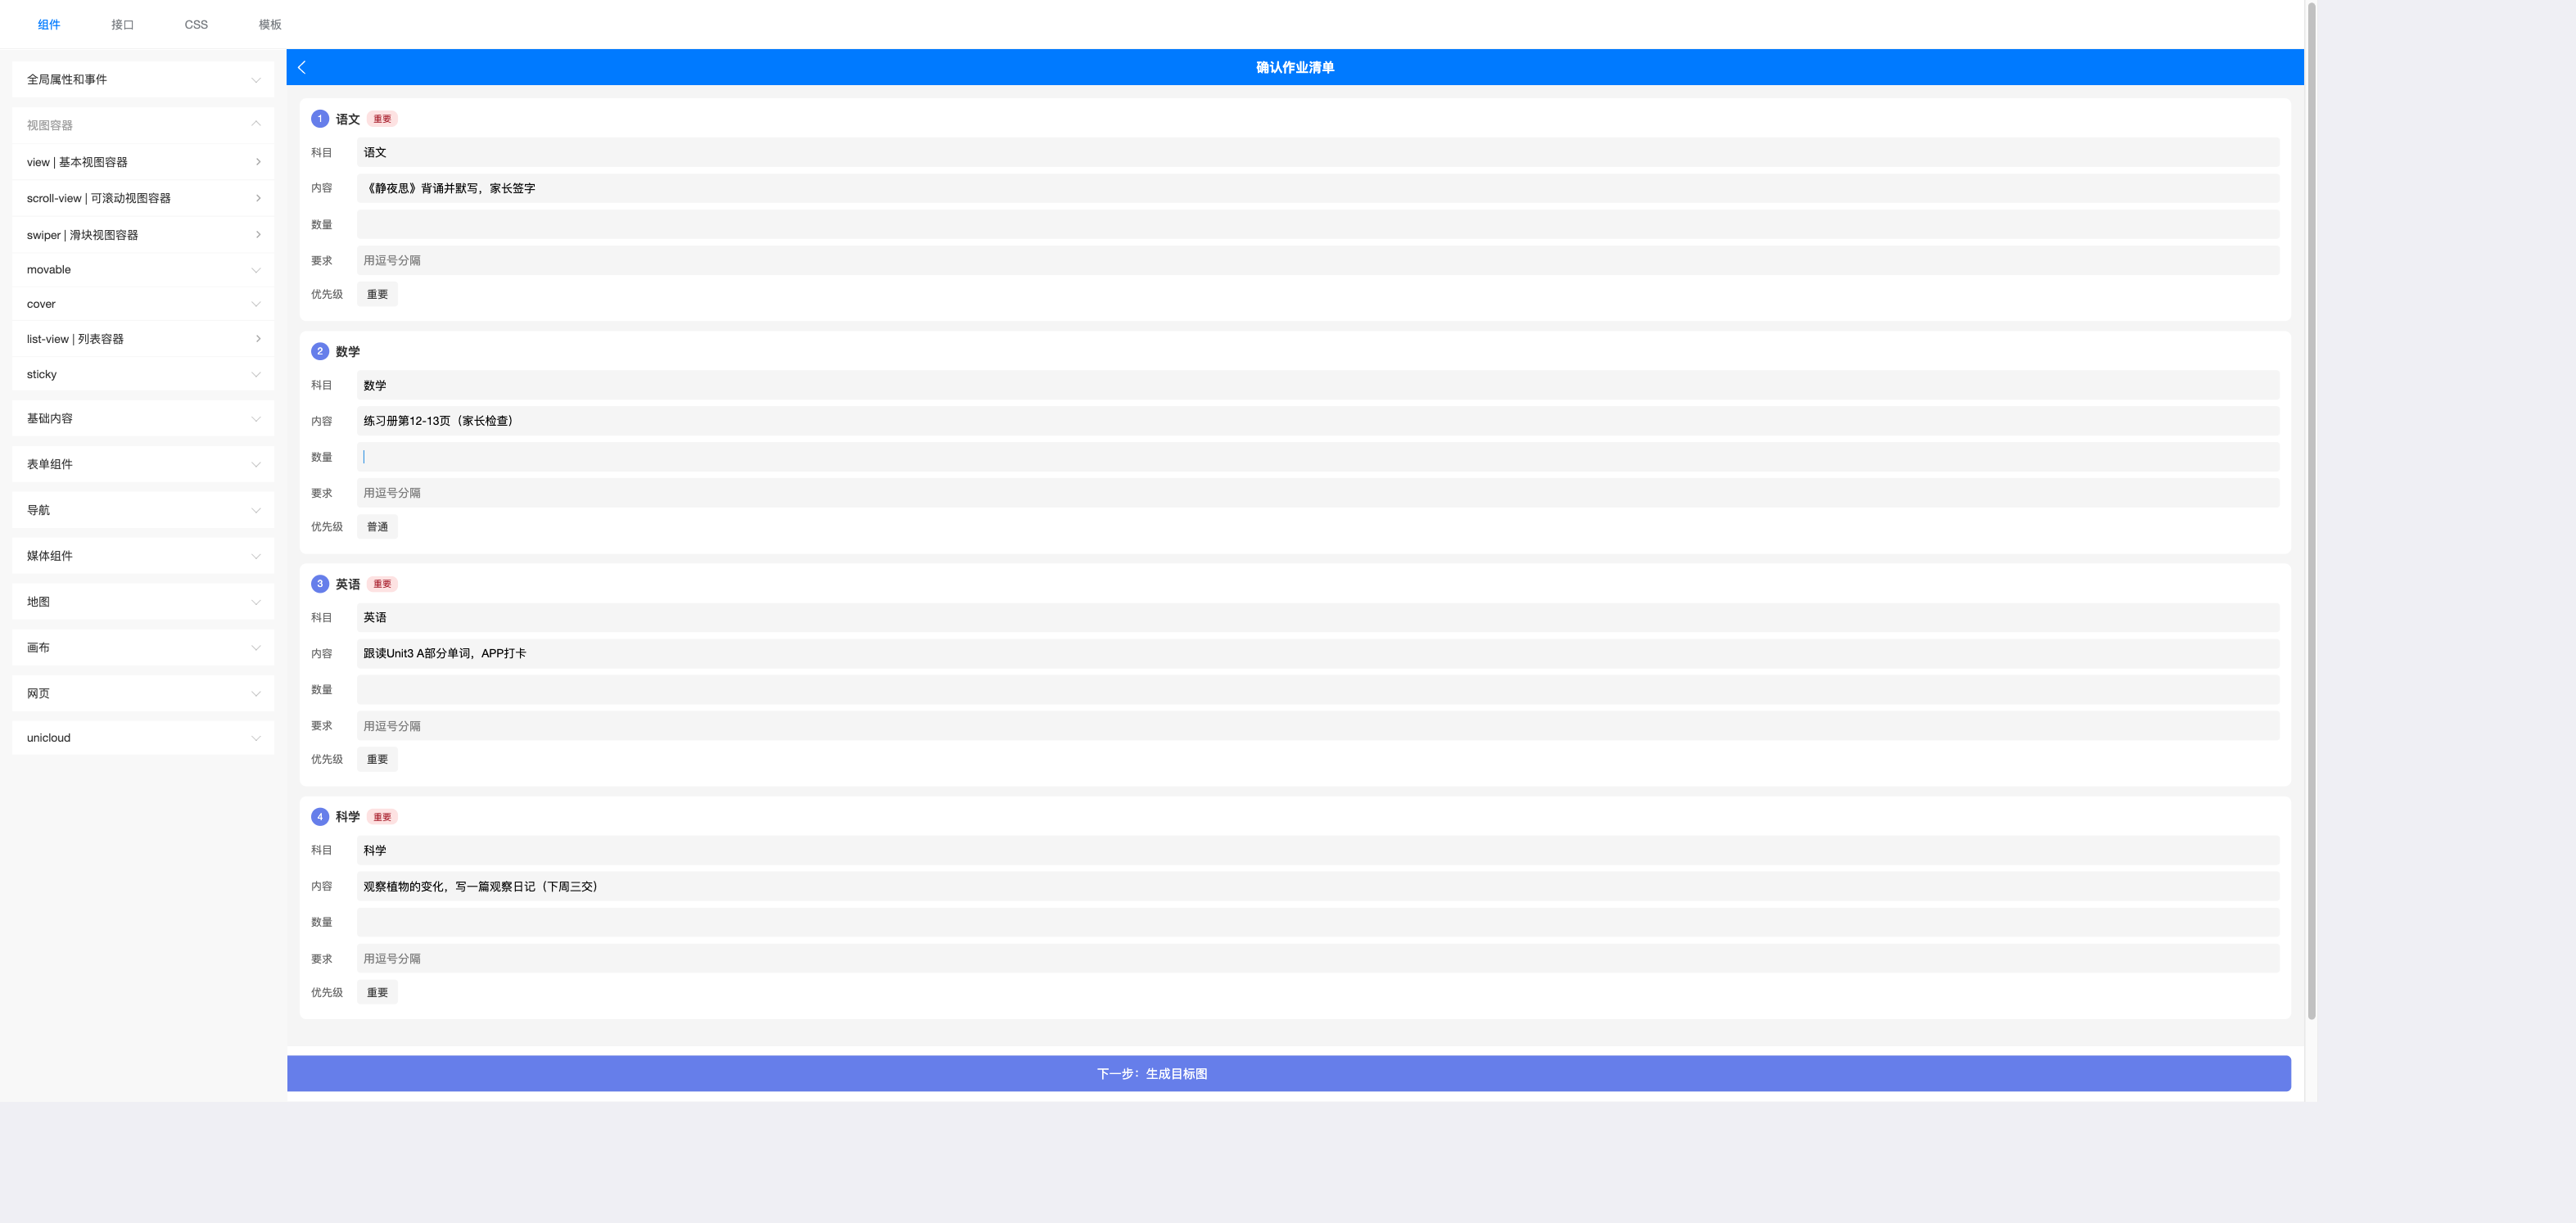 组件 接口 CSS 模板
全局属性和事件
视图容器
view | 基本视图容器
scroll-view | 可滚动视图容器
swiper | 滑块视图容器
movable
cover
list-view | 列表容器
sticky
基础内容
表单组件
导航
媒体组件
地图
画布
网页
unicloud
确认作业清单
1 语文 重要
科目 语文
内容 《静夜思》背诵并默写，家长签字
数量
要求 用逗号分隔
优先级 重要
2 数学
科目 数学
内容 练习册第12-13页（家长检查）
数量
要求 用逗号分隔
优先级 普通
3 英语 重要
科目 英语
内容 跟读Unit3 A部分单词，APP打卡
数量
要求 用逗号分隔
优先级 重要
4 科学 重要
科目 科学
内容 观察植物的变化，写一篇观察日记（下周三交）
数量
要求 用逗号分隔
优先级 重要
下一步：生成目标图